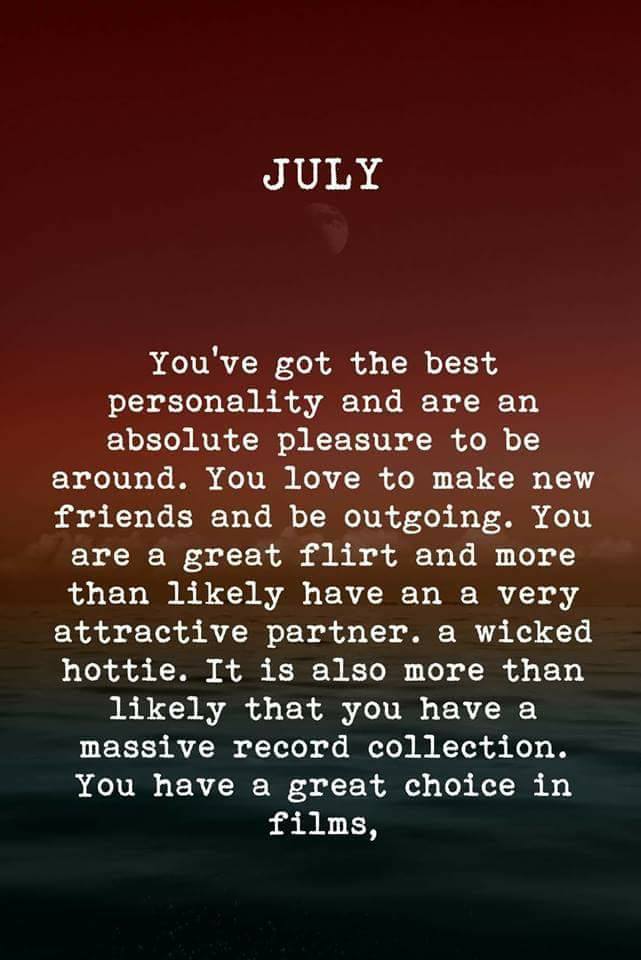 JULY
You've got the best
personality and are an
absolute pleasure to be
around. You love to make new
friends and be outgoing. You
are a great flirt and more
than likely have an a very
attractive partner. a wicked
hottie. It is also more than
likely that you have a
massive record collection.
You have a great choice in
films,